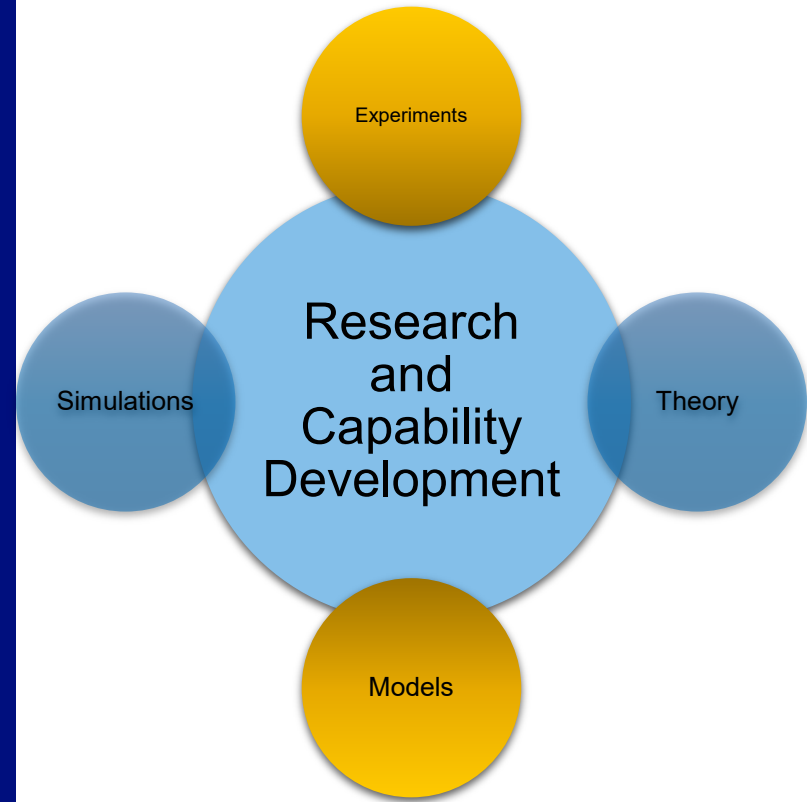 Experiments
Research
and
Capability
Development
Simulations
Theory
Models